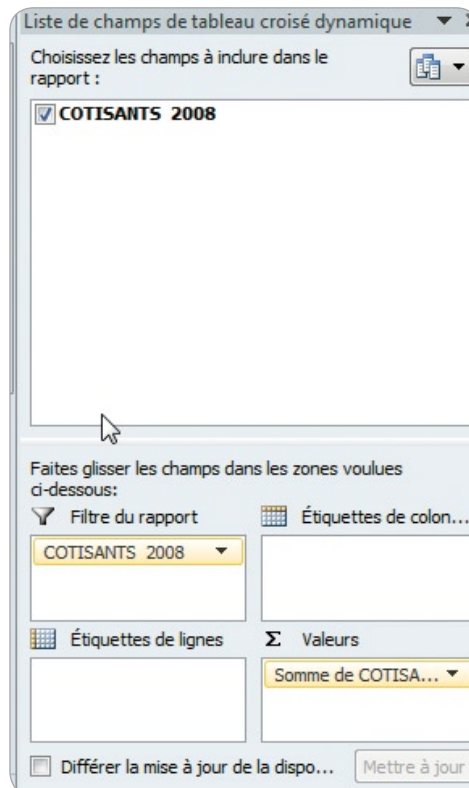 Liste de champs de tableau croisé dynamique
Choisissez les champs à inclure dans le
rapport :
COTISANTS 2008
Faites glisser les champs dans les zones voulues
ci-dessous:
Filtre du rapport
Étiquettes de colon...
COTISANTS 2008
Étiquettes de lignes
Σ Valeurs
Somme de COTISA...
Différer la mise à jour de la dispo...
Mettre à jour